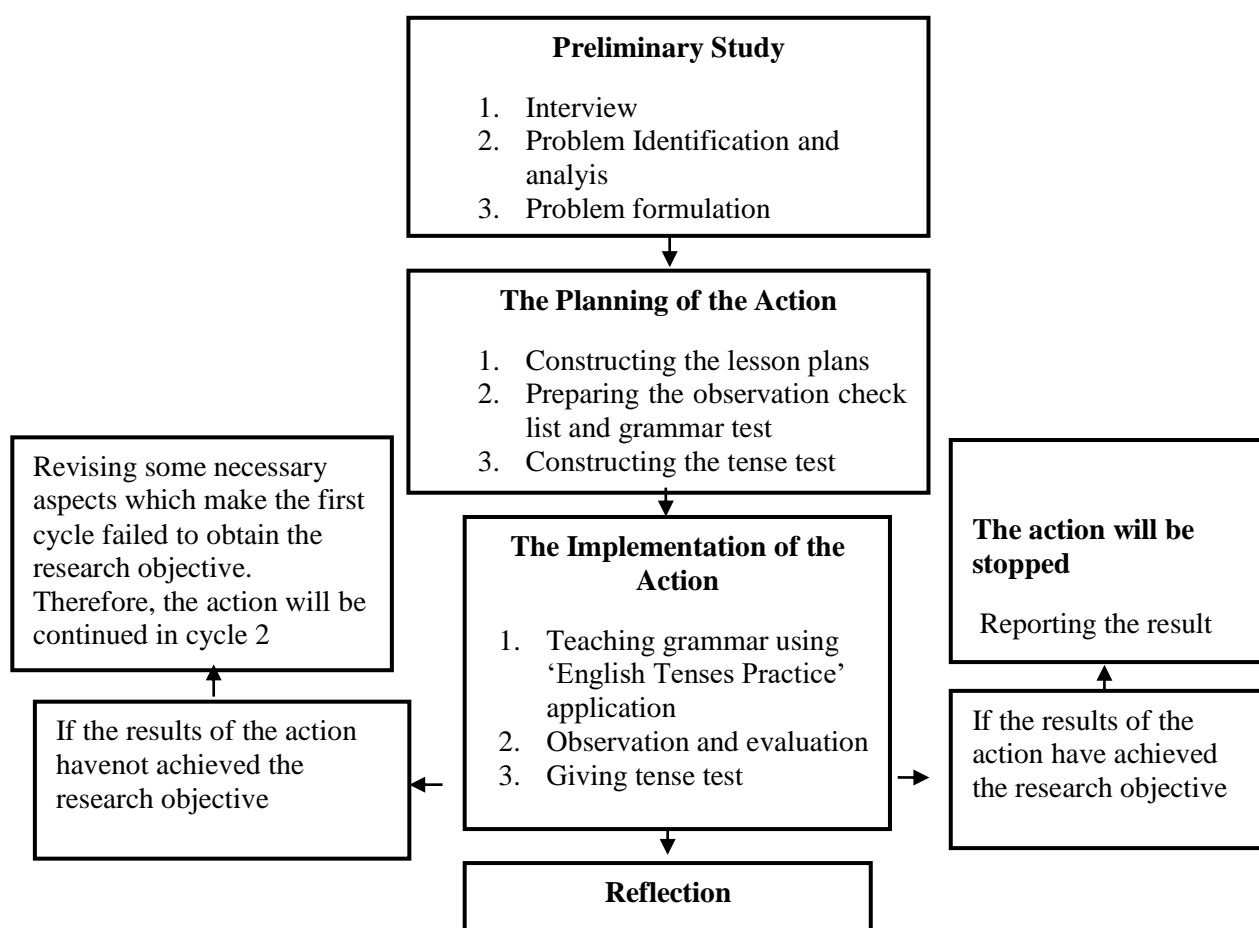 Preliminary Study
1. Interview
2. Problem Identification and
analyis
3. Problem formulation
The Planning of the Action
1. Constructing the lesson plans
2. Preparing the observation check
list and grammar test
3. Constructing the tense test
Revising some necessary
aspects which make the first
cycle failed to obtain the
research objective.
Therefore, the action will be
continued in cycle 2
The Implementation of the
Action
1. Teaching grammar using
‘English Tenses Practice’
application
2. Observation and evaluation
3. Giving tense test
The action will be
stopped
Reporting the result
If the results of the action
havenot achieved the
research objective
If the results of the
action have achieved
the research objective
Reflection